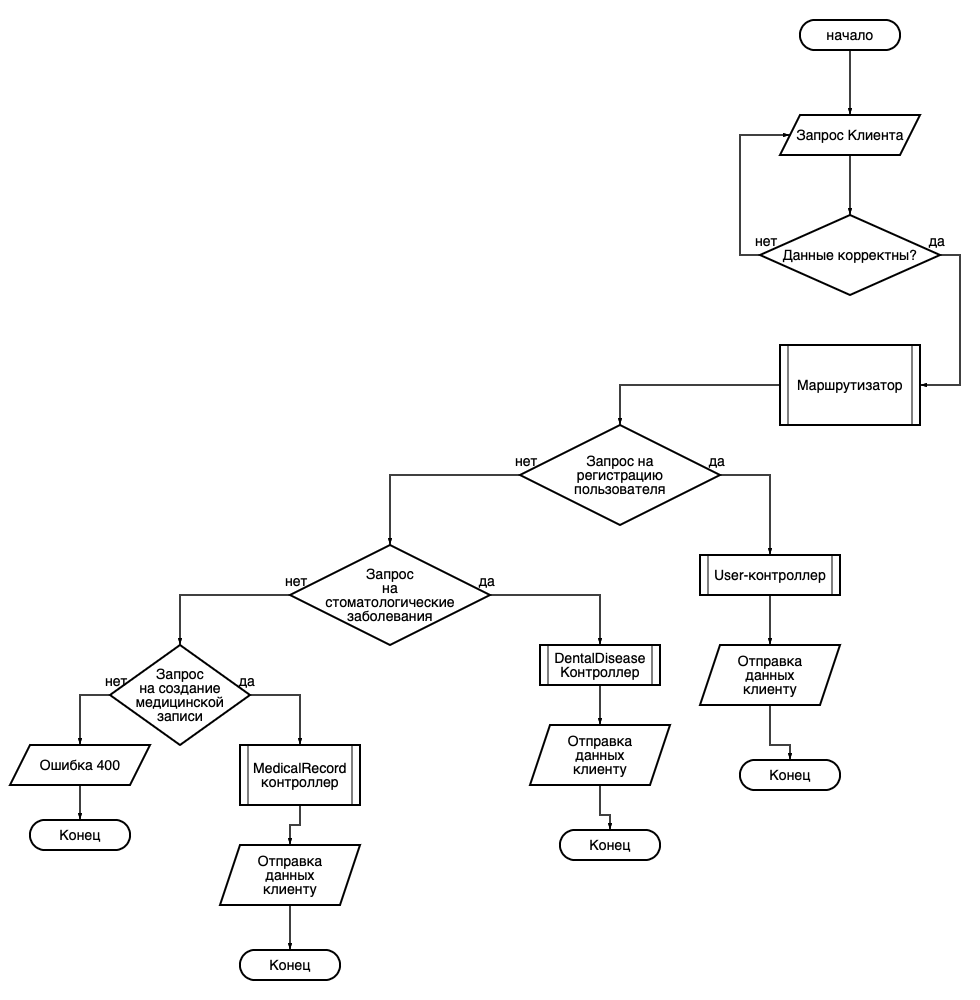 начало
Запрос Клиента
нет
да
Данные корректны?
Маршрутизатор
нет
да
Запрос на
регистрацию
пользователя
нет
да
Запрос
на
стоматологические
заболевания
User-контроллер
DentalDisease
Контроллер
Отправка
данных
клиенту
нет
да
Запрос
на создание
медицинской
записи
Отправка
данных
клиенту
Ошибка 400
MedicalRecord
контроллер
Конец
Конец
Конец
Отправка
данных
клиенту
Конец